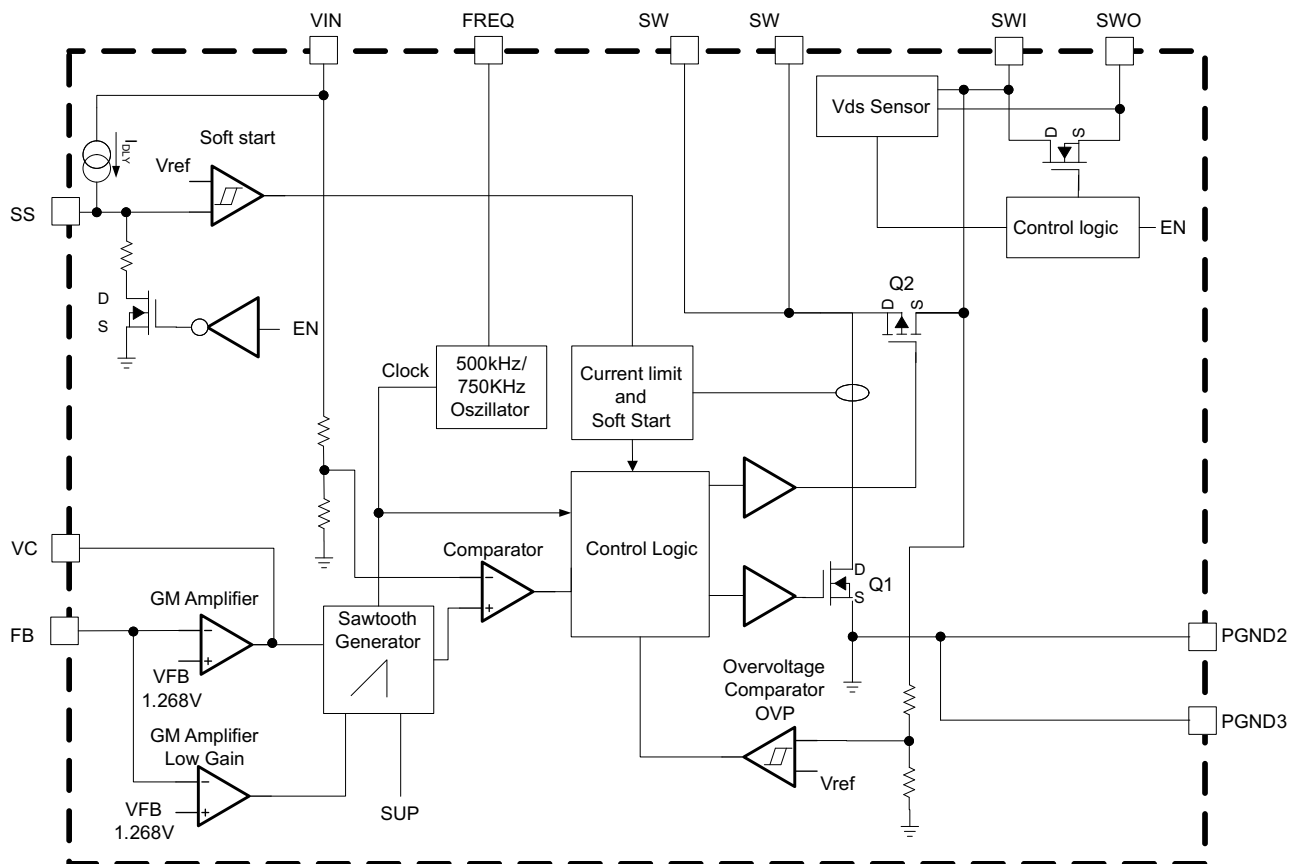 VIN
FREQ
SW
SW
SWI
SWO
Vds Sensor
D
S
Control logic
EN
Soft start
Vref
I_DLY
SS
D
S
EN
Q2
D
S
Clock
500kHz/
750KHz
Oszillator
Current limit
and
Soft Start
Control Logic
VC
Comparator
−
+
D
Q1
S
GM Amplifier
FB
−
+
VFB
1.268V
Sawtooth
Generator
PGND2
Overvoltage
Comparator
OVP
PGND3
GM Amplifier
Low Gain
−
+
VFB
1.268V
SUP
Vref